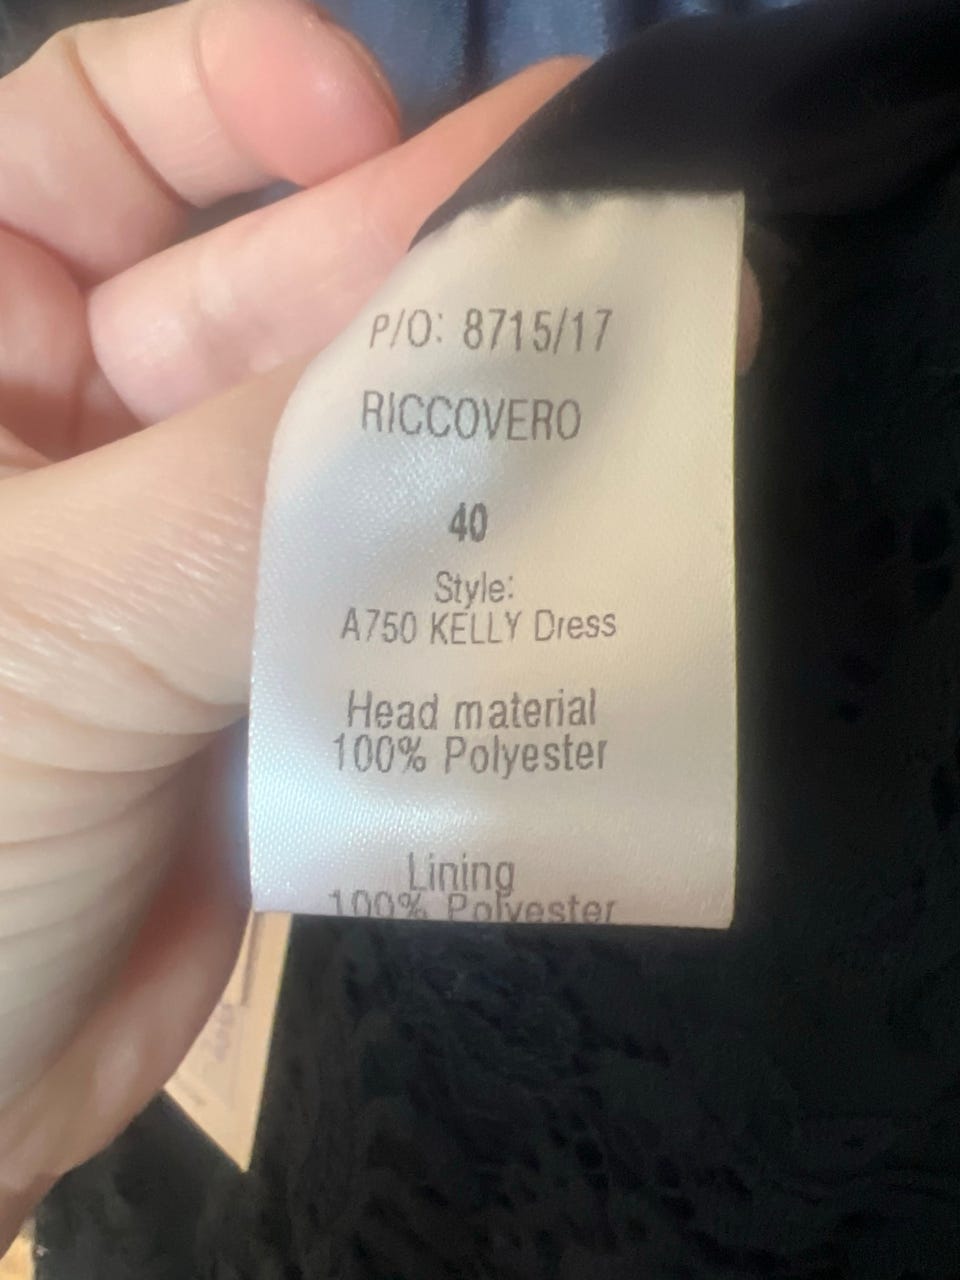 P/O: 8715/17
RICCOVERO
40
Style:
A750 KELLY Dress
Head material
100% Polyester
Lining
100% Polyester